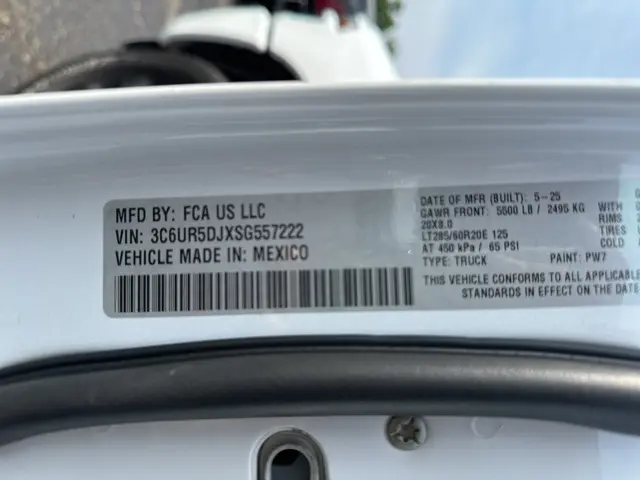 MFD BY: FCA US LLC
VIN: 3C6UR5DJXSG557222
VEHICLE MADE IN: MEXICO
DATE OF MFR (BUILT): 5-25
GAWR FRONT: 5500 LB / 2495 KG WITH
20X8.0 RIMS
LT285/60R20E 125 TIRES
AT 450 kPa / 65 PSI
TYPE: TRUCK PAINT: PW7
THIS VEHICLE CONFORMS TO ALL APPLICABLE
STANDARDS IN EFFECT ON THE DATE